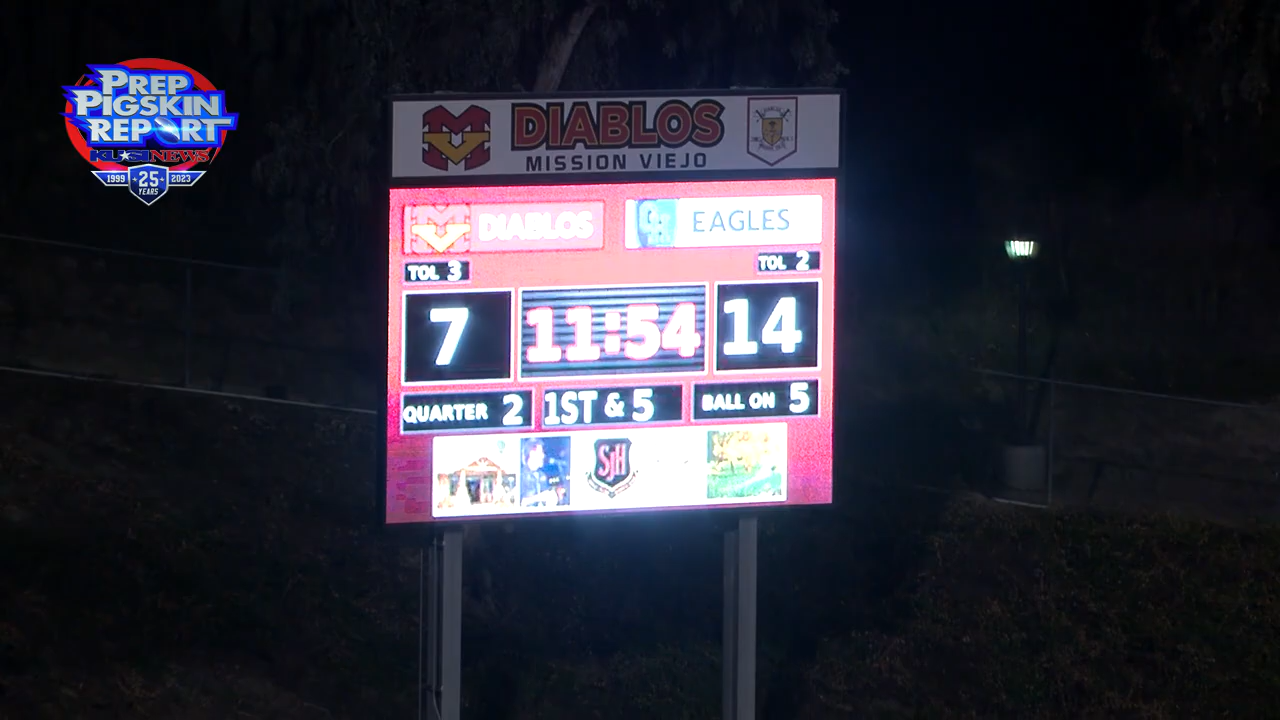 PREP
PIGSKIN
REPORT
KUSI NEWS
1999 25 2023
YEARS
DIABLOS
MISSION VIEJO
DIABLOS EAGLES
TOL 3 TOL 2
7 11:54 14
QUARTER 2 1ST & 5 BALL ON 5
SJH